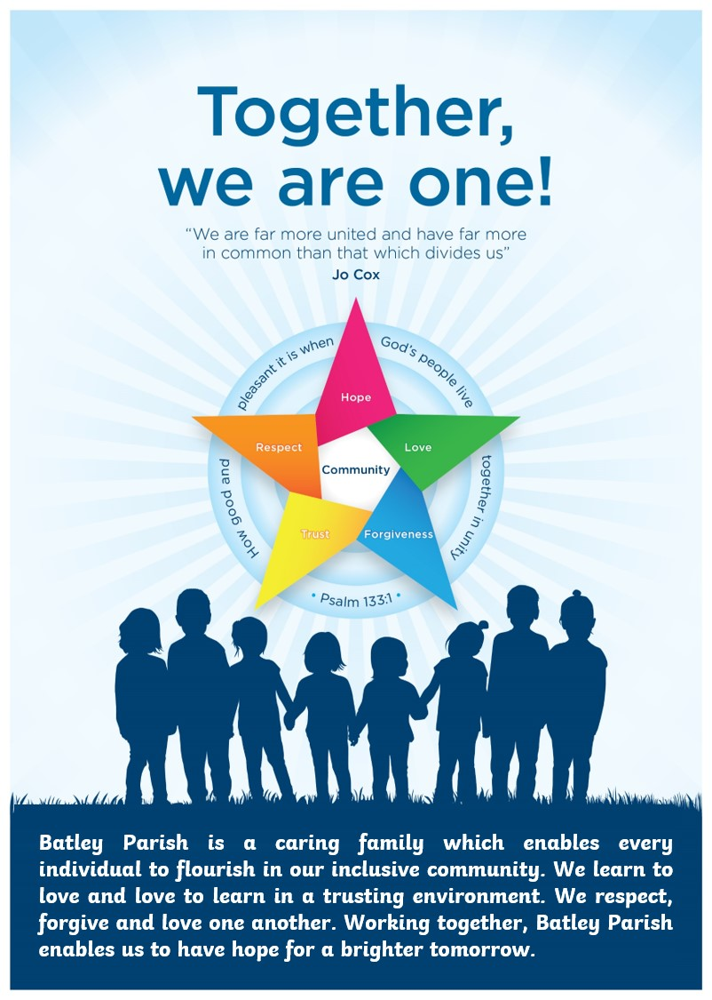 Together,
we are one!
“We are far more united and have far more
in common than that which divides us”
Jo Cox
How good and
pleasant it is when
God's people live
together in unity
• Psalm 133:1 •
Hope
Respect
Love
Community
Trust
Forgiveness
Batley Parish is a caring family which enables every
individual to flourish in our inclusive community. We learn to
love and love to learn in a trusting environment. We respect,
forgive and love one another. Working together, Batley Parish
enables us to have hope for a brighter tomorrow.